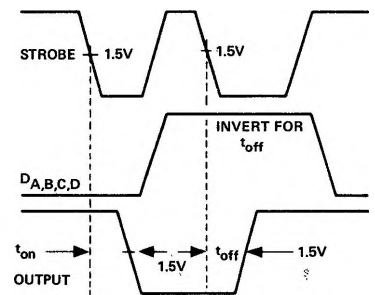 STROBE 1.5V 1.5V
INVERT FOR
toff
DA,B,C,D
ton 1.5V toff 1.5V
OUTPUT